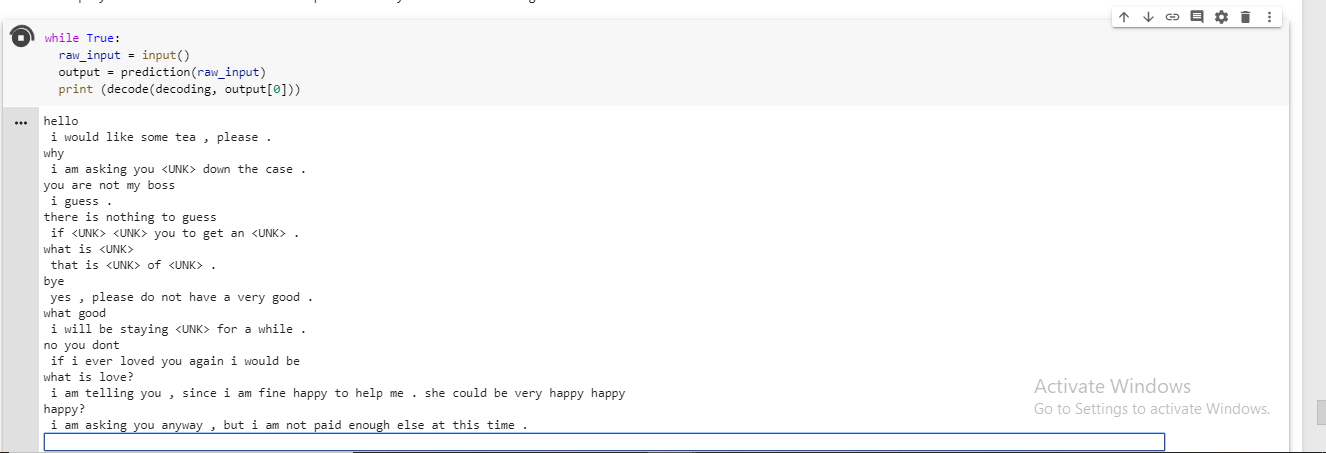 while True:
raw_input = input()
output = prediction(raw_input)
print (decode(decoding, output[0]))
hello
i would like some tea , please .
why
i am asking you <UNK> down the case .
you are not my boss
i guess .
there is nothing to guess
if <UNK> <UNK> you to get an <UNK> .
what is <UNK>
that is <UNK> of <UNK> .
bye
yes , please do not have a very good .
what good
i will be staying <UNK> for a while .
no you dont
if i ever loved you again i would be
what is love?
i am telling you , since i am fine happy to help me . she could be very happy happy
happy?
i am asking you anyway , but i am not paid enough else at this time .
Activate Windows
Go to Settings to activate Windows.